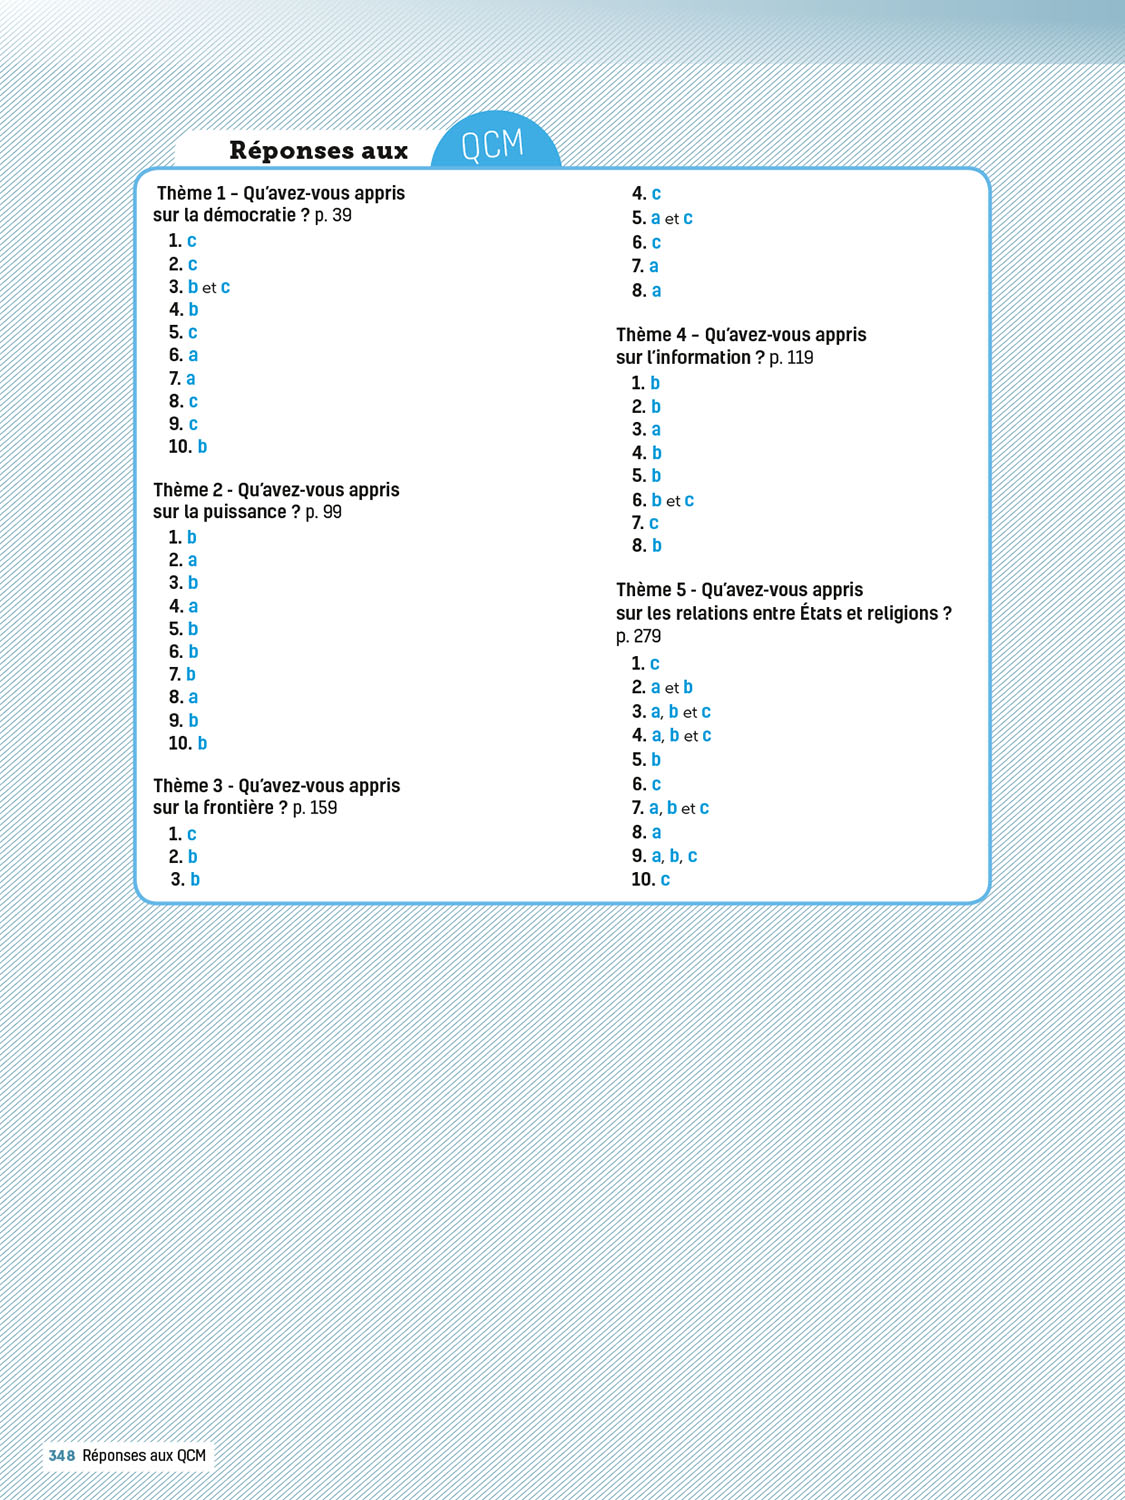 Réponses aux QCM
Thème 1 – Qu'avez-vous appris
sur la démocratie ? p. 39
1. c
2. c
3. b et c
4. b
5. c
6. a
7. a
8. c
9. c
10. b
Thème 2 - Qu'avez-vous appris
sur la puissance ? p. 99
1. b
2. a
3. b
4. a
5. b
6. b
7. b
8. a
9. b
10. b
Thème 3 - Qu'avez-vous appris
sur la frontière ? p. 159
1. c
2. b
3. b
4. c
5. a et c
6. c
7. a
8. a
Thème 4 – Qu'avez-vous appris
sur l'information ? p. 119
1. b
2. b
3. a
4. b
5. b
6. b et c
7. c
8. b
Thème 5 - Qu'avez-vous appris
sur les relations entre États et religions ?
p. 279
1. c
2. a et b
3. a, b et c
4. a, b et c
5. b
6. c
7. a, b et c
8. a
9. a, b, c
10. c
348 Réponses aux QCM